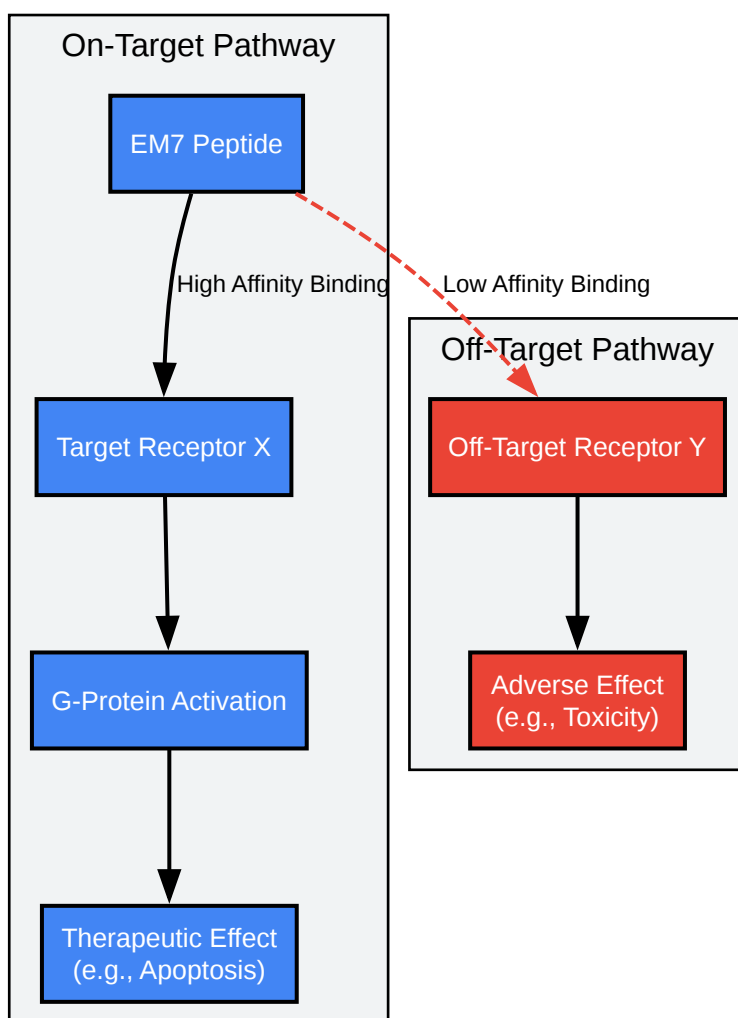 On-Target Pathway
EM7 Peptide
High Affinity Binding
Low Affinity Binding
Off-Target Pathway
Target Receptor X
Off-Target Receptor Y
G-Protein Activation
Adverse Effect
(e.g., Toxicity)
Therapeutic Effect
(e.g., Apoptosis)